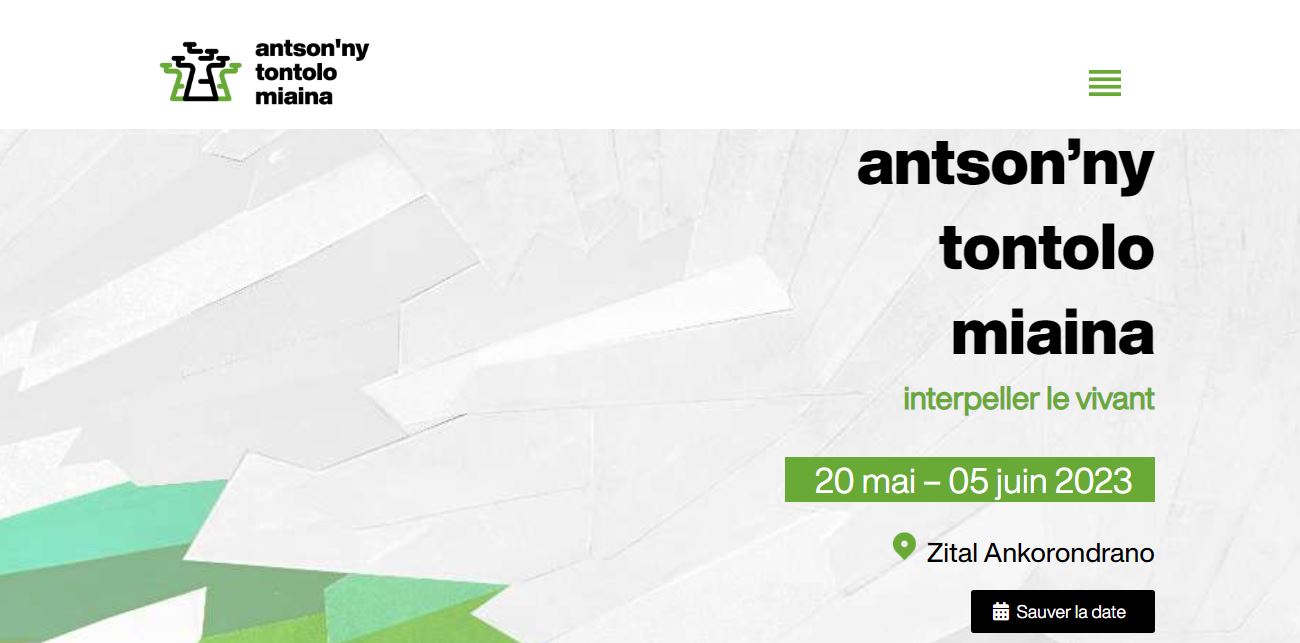 antson'ny
tontolo
miaina
antson’ny
tontolo
miaina
interpeller le vivant
20 mai – 05 juin 2023
Zital Ankorondrano
Sauver la date